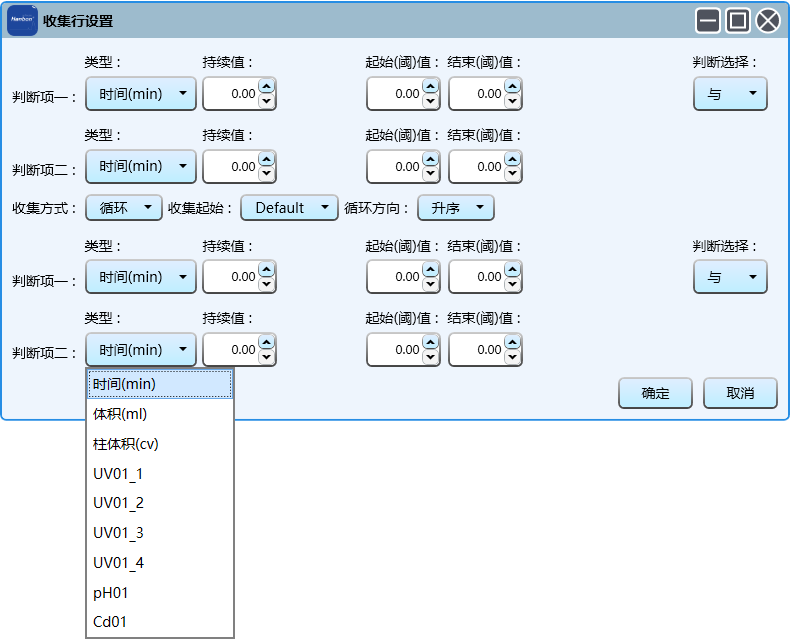 Hanbon 收集行设置
类型： 持续值： 起始(阈)值： 结束(阈)值： 判断选择：
判断项一： 时间(min) 0.00 0.00 0.00 与
类型： 持续值： 起始(阈)值： 结束(阈)值：
判断项二： 时间(min) 0.00 0.00 0.00
收集方式： 循环 收集起始： Default 循环方向： 升序
类型： 持续值： 起始(阈)值： 结束(阈)值： 判断选择：
判断项一： 时间(min) 0.00 0.00 0.00 与
类型： 持续值： 起始(阈)值： 结束(阈)值：
判断项二： 时间(min) 0.00 0.00 0.00
时间(min)
确定 取消
体积(ml)
柱体积(cv)
UV01_1
UV01_2
UV01_3
UV01_4
pH01
Cd01